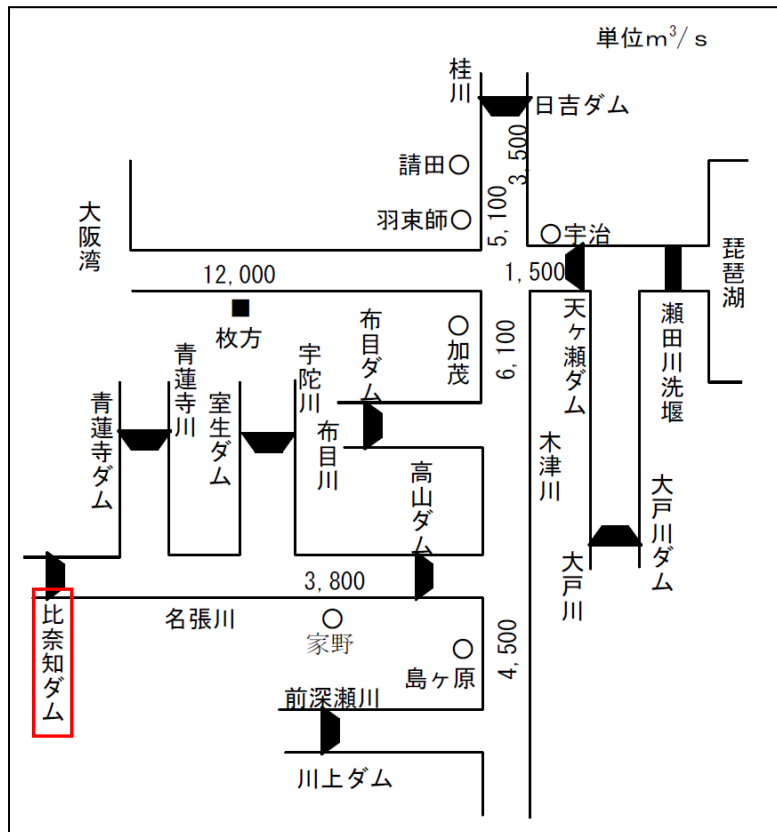 単位m³/s
桂川
日吉ダム
3,500
請田
5,100
羽束師
宇治
大阪湾
琵琶湖
12,000
1,500
枚方
布目ダム
加茂
6,100
天ヶ瀬ダム
瀬田川洗堰
青蓮寺川
宇陀川
青蓮寺ダム
室生ダム
布目川
木津川
高山ダム
大戸川
大戸川ダム
3,800
比奈知ダム
名張川
家野
島ヶ原
4,500
前深瀬川
川上ダム